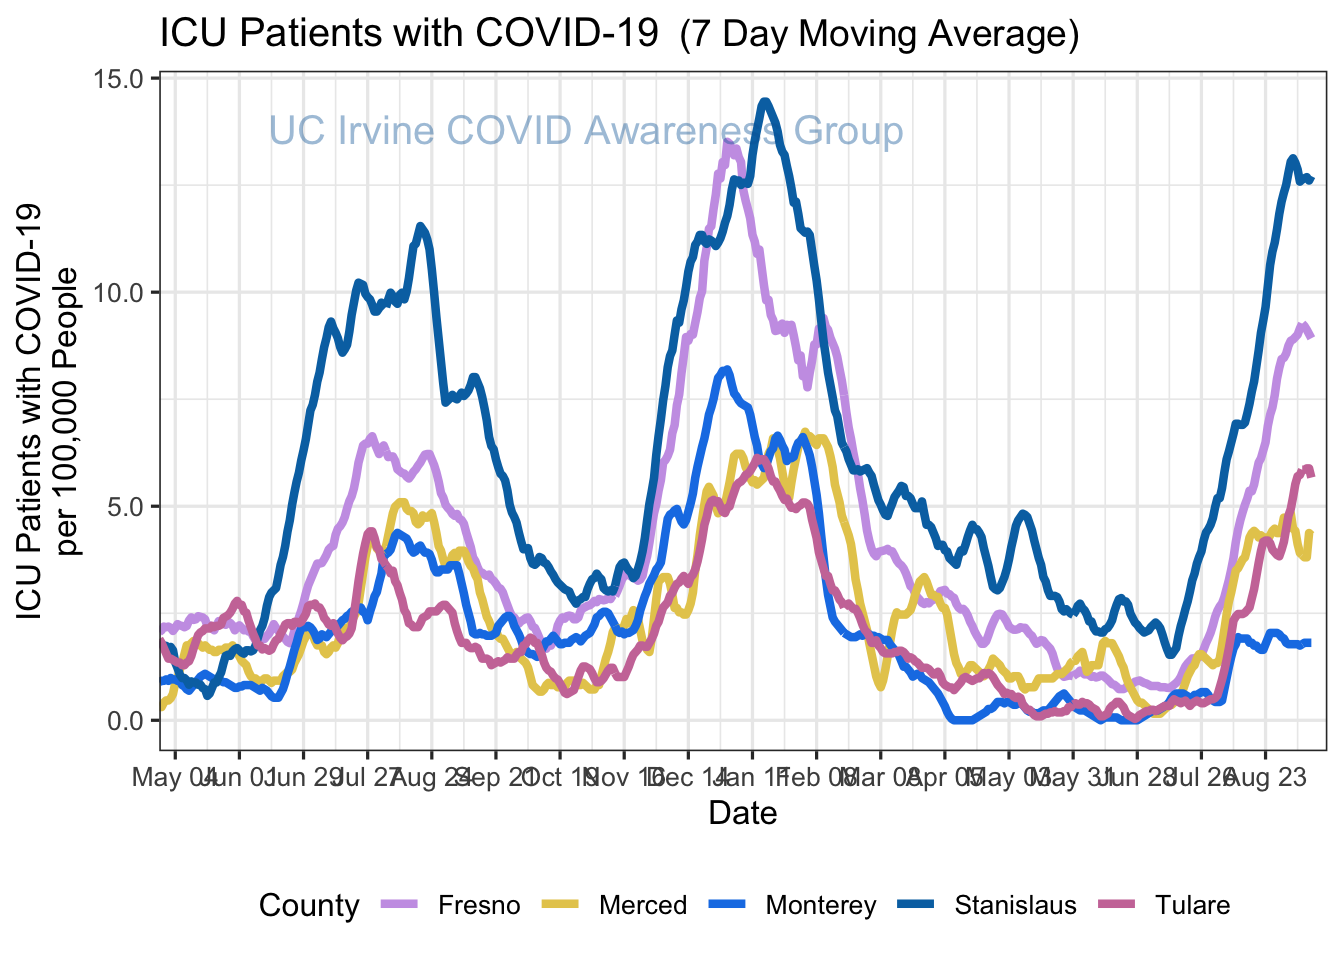 ICU Patients with COVID-19 (7 Day Moving Average)
UC Irvine COVID Awareness Group
ICU Patients with COVID-19
per 100,000 People
15.0
10.0
5.0
0.0
May 04 Jun 01 Jun 29 Jul 27 Aug 24 Sep 21 Oct 19 Nov 16 Dec 14 Jan 11 Feb 08 Mar 08 Apr 05 May 03 May 31 Jun 28 Jul 26 Aug 23
Date
County Fresno Merced Monterey Stanislaus Tulare